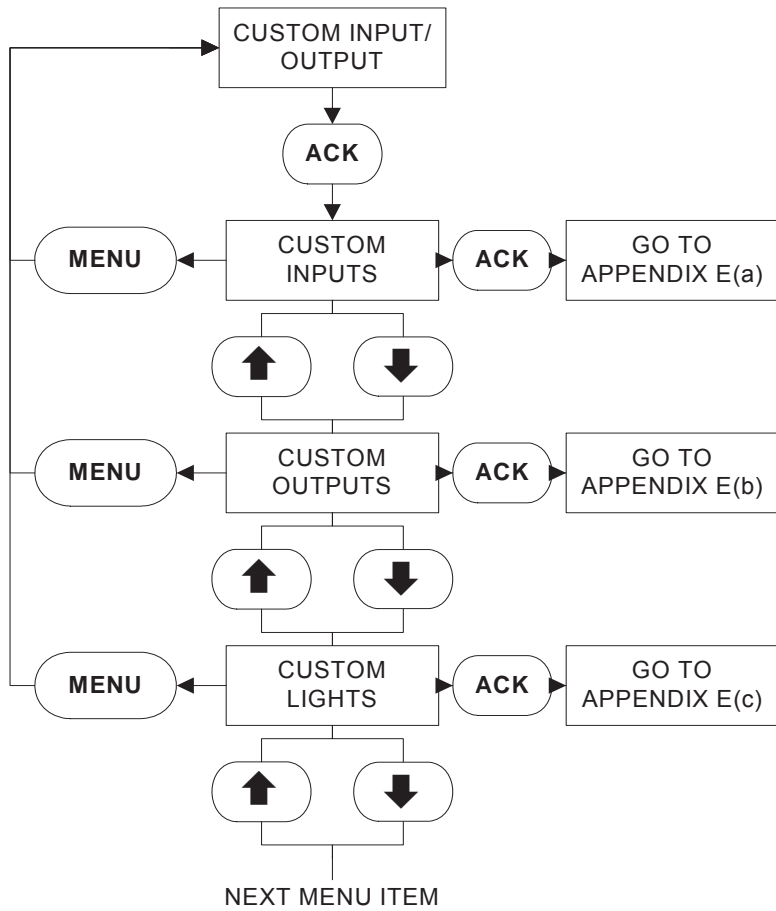 CUSTOM INPUT/
OUTPUT
ACK
MENU
CUSTOM
INPUTS
ACK
GO TO
APPENDIX E(a)
MENU
CUSTOM
OUTPUTS
ACK
GO TO
APPENDIX E(b)
MENU
CUSTOM
LIGHTS
ACK
GO TO
APPENDIX E(c)
NEXT MENU ITEM